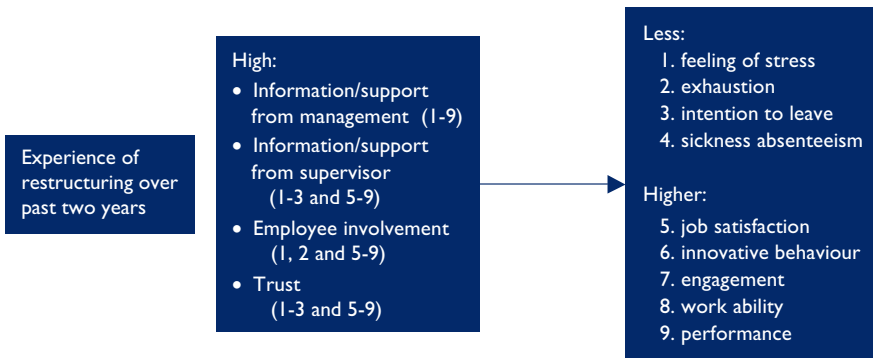 Experience of
restructuring over
past two years
High:
• Information/support
from management (1-9)
• Information/support
from supervisor
(1-3 and 5-9)
• Employee involvement
(1, 2 and 5-9)
• Trust
(1-3 and 5-9)
Less:
1. feeling of stress
2. exhaustion
3. intention to leave
4. sickness absenteeism
Higher:
5. job satisfaction
6. innovative behaviour
7. engagement
8. work ability
9. performance